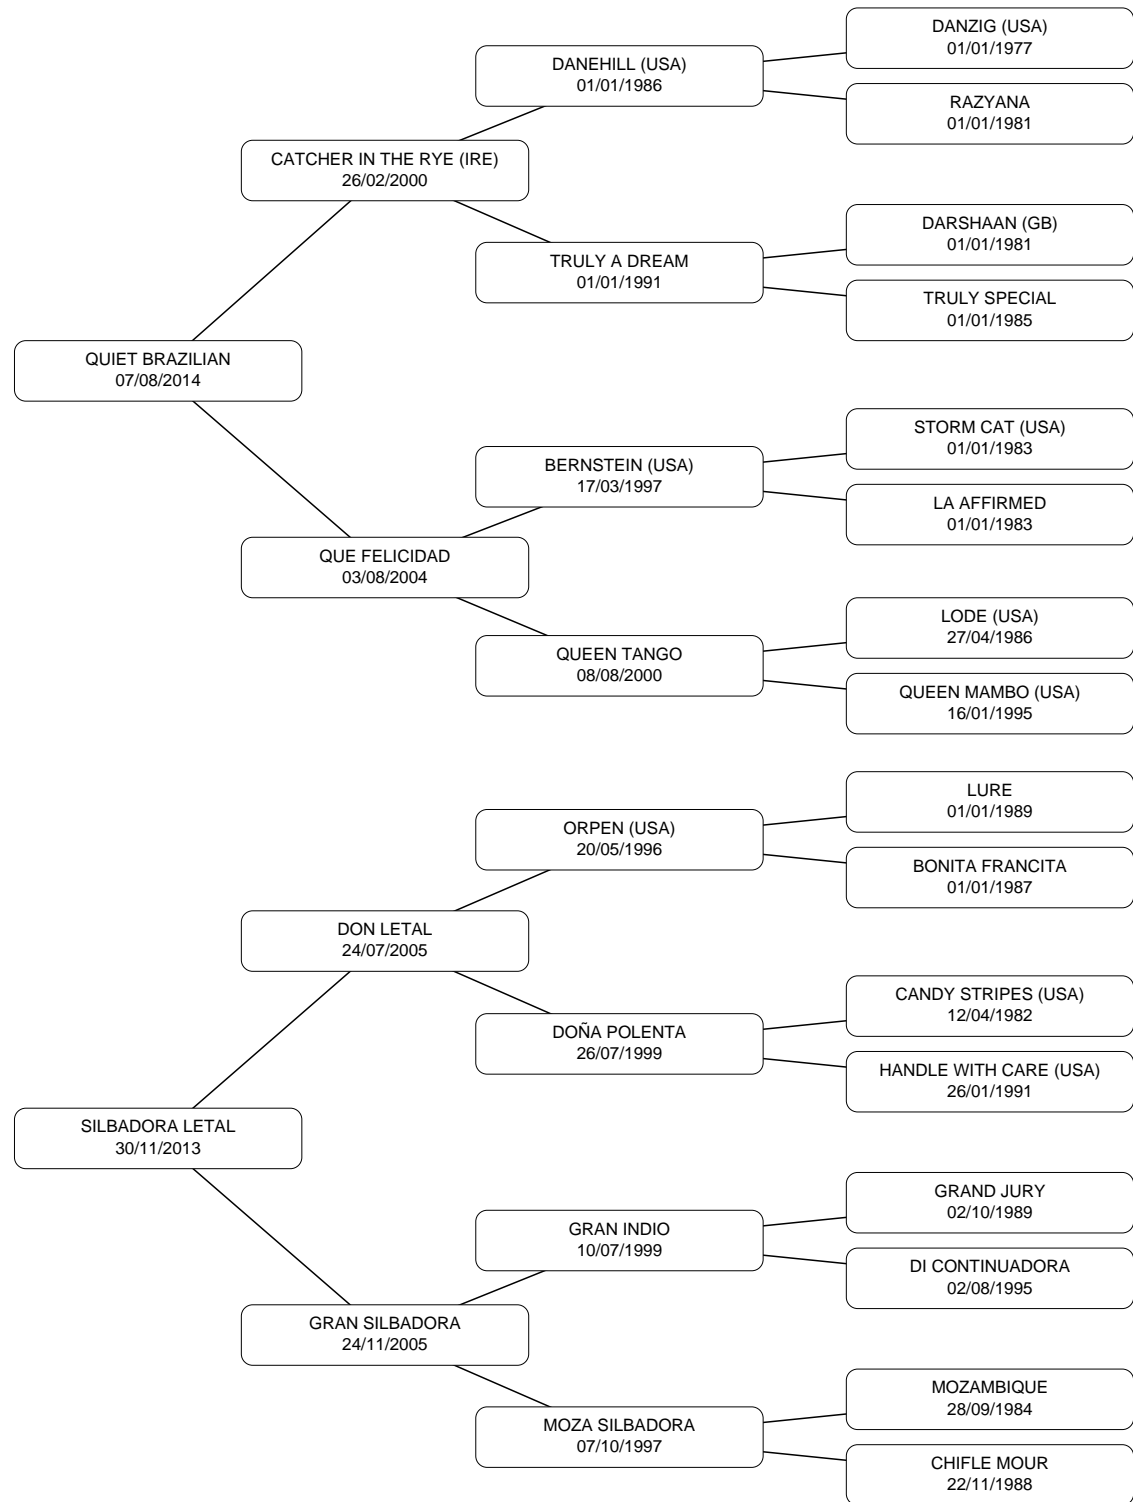 DANZIG (USA)
01/01/1977
DANEHILL (USA)
01/01/1986
RAZYANA
01/01/1981
CATCHER IN THE RYE (IRE)
26/02/2000
DARSHAAN (GB)
01/01/1981
TRULY A DREAM
01/01/1991
TRULY SPECIAL
01/01/1985
QUIET BRAZILIAN
07/08/2014
STORM CAT (USA)
01/01/1983
BERNSTEIN (USA)
17/03/1997
LA AFFIRMED
01/01/1983
QUE FELICIDAD
03/08/2004
LODE (USA)
27/04/1986
QUEEN TANGO
08/08/2000
QUEEN MAMBO (USA)
16/01/1995
LURE
01/01/1989
ORPEN (USA)
20/05/1996
BONITA FRANCITA
01/01/1987
DON LETAL
24/07/2005
CANDY STRIPES (USA)
12/04/1982
DOÑA POLENTA
26/07/1999
HANDLE WITH CARE (USA)
26/01/1991
SILBADORA LETAL
30/11/2013
GRAND JURY
02/10/1989
GRAN INDIO
10/07/1999
DI CONTINUADORA
02/08/1995
GRAN SILBADORA
24/11/2005
MOZAMBIQUE
28/09/1984
MOZA SILBADORA
07/10/1997
CHIFLE MOUR
22/11/1988